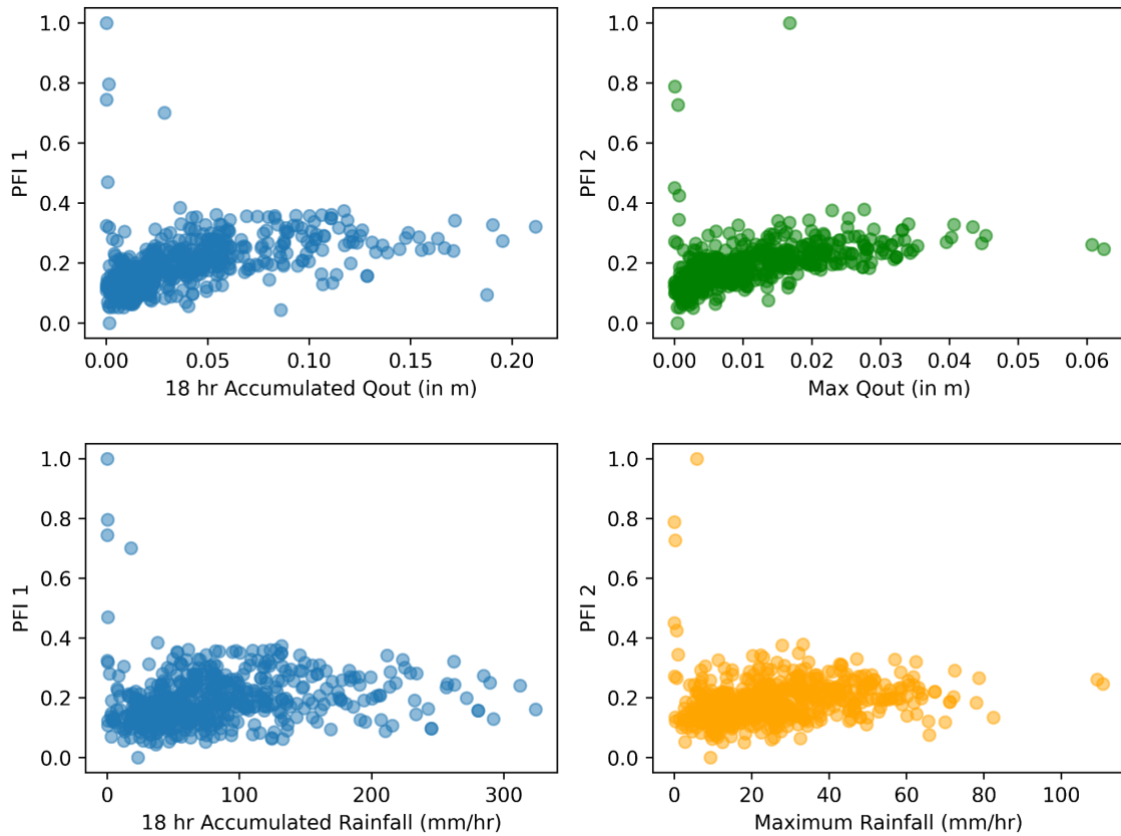 1.0
0.8
0.6
0.4
0.2
0.0
PFI 1
0.00 0.05 0.10 0.15 0.20
18 hr Accumulated Qout (in m)
1.0
0.8
0.6
0.4
0.2
0.0
PFI 2
0.00 0.01 0.02 0.03 0.04 0.05 0.06
Max Qout (in m)
1.0
0.8
0.6
0.4
0.2
0.0
PFI 1
0 100 200 300
18 hr Accumulated Rainfall (mm/hr)
1.0
0.8
0.6
0.4
0.2
0.0
PFI 2
0 20 40 60 80 100
Maximum Rainfall (mm/hr)